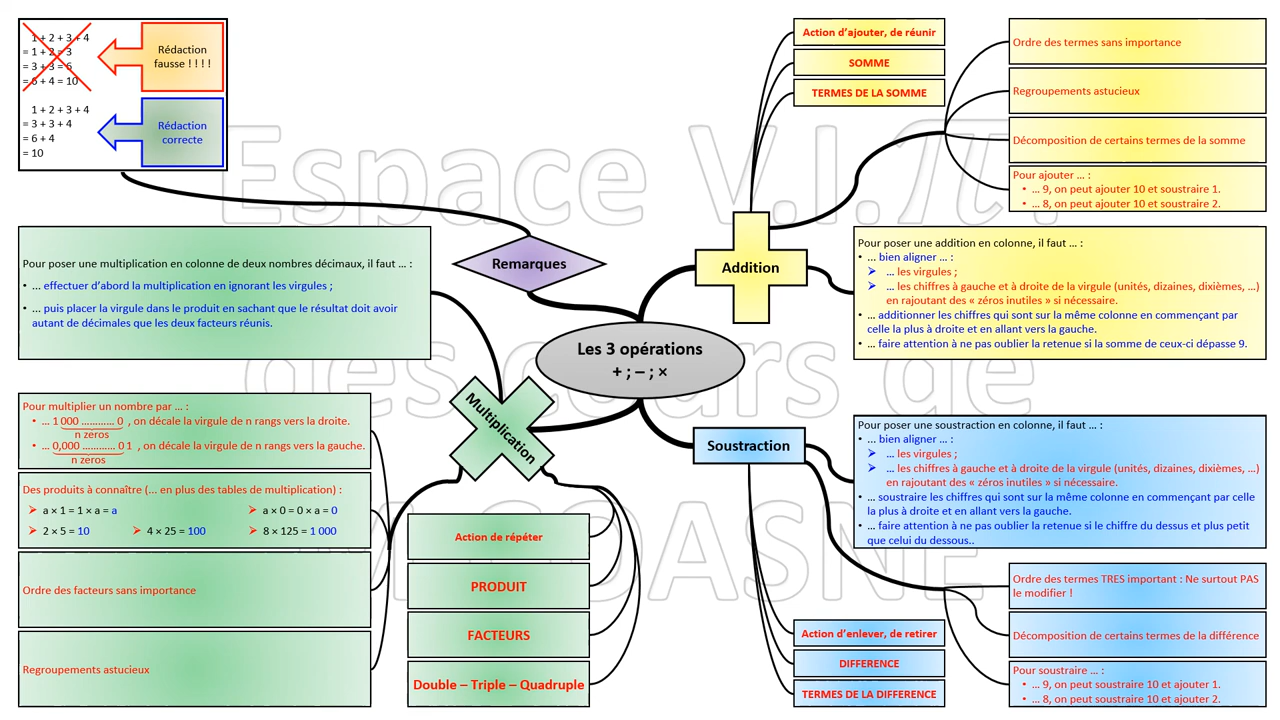 1 + 2 + 3 + 4
= 1 + 2 = 3
= 3 + 3 = 6
= 6 + 4 = 10
Rédaction
fausse ! ! ! !
1 + 2 + 3 + 4
= 3 + 3 + 4
= 6 + 4
= 10
Rédaction
correcte
Espace V.I.π.
des cours de
Remarques
Les 3 opérations
+ ; – ; ×
Addition
Action d’ajouter, de réunir
SOMME
TERMES DE LA SOMME
Ordre des termes sans importance
Regroupements astucieux
Décomposition de certains termes de la somme
Pour ajouter … :
• … 9, on peut ajouter 10 et soustraire 1.
• … 8, on peut ajouter 10 et soustraire 2.
Pour poser une addition en colonne, il faut … :
• … bien aligner … :
➢ … les virgules ;
➢ … les chiffres à gauche et à droite de la virgule (unités, dizaines, dixièmes, …)
en rajoutant des « zéros inutiles » si nécessaire.
• … additionner les chiffres qui sont sur la même colonne en commençant par
celle la plus à droite et en allant vers la gauche.
• … faire attention à ne pas oublier la retenue si la somme de ceux-ci dépasse 9.
Pour poser une multiplication en colonne de deux nombres décimaux, il faut … :
• … effectuer d’abord la multiplication en ignorant les virgules ;
• … puis placer la virgule dans le produit en sachant que le résultat doit avoir
autant de décimales que les deux facteurs réunis.
Multiplication
Pour multiplier un nombre par … :
• … 1 000 ………… 0 , on décale la virgule de n rangs vers la droite.
n zeros
• … 0,000 ………… 0 1 , on décale la virgule de n rangs vers la gauche.
n zeros
Des produits à connaître (… en plus des tables de multiplication) :
➢ a × 1 = 1 × a = a
➢ a × 0 = 0 × a = 0
➢ 2 × 5 = 10
➢ 4 × 25 = 100
➢ 8 × 125 = 1 000
Ordre des facteurs sans importance
Regroupements astucieux
Action de répéter
PRODUIT
FACTEURS
Double – Triple – Quadruple
Soustraction
Pour poser une soustraction en colonne, il faut … :
• … bien aligner … :
➢ … les virgules ;
➢ … les chiffres à gauche et à droite de la virgule (unités, dizaines, dixièmes, …)
en rajoutant des « zéros inutiles » si nécessaire.
• … soustraire les chiffres qui sont sur la même colonne en commençant par celle
la plus à droite et en allant vers la gauche.
• … faire attention à ne pas oublier la retenue si le chiffre du dessus et plus petit
que celui du dessous..
Action d’enlever, de retirer
DIFFERENCE
TERMES DE LA DIFFERENCE
Ordre des termes TRES important : Ne surtout PAS
le modifier !
Décomposition de certains termes de la différence
Pour soustraire … :
• … 9, on peut soustraire 10 et ajouter 1.
• … 8, on peut soustraire 10 et ajouter 2.